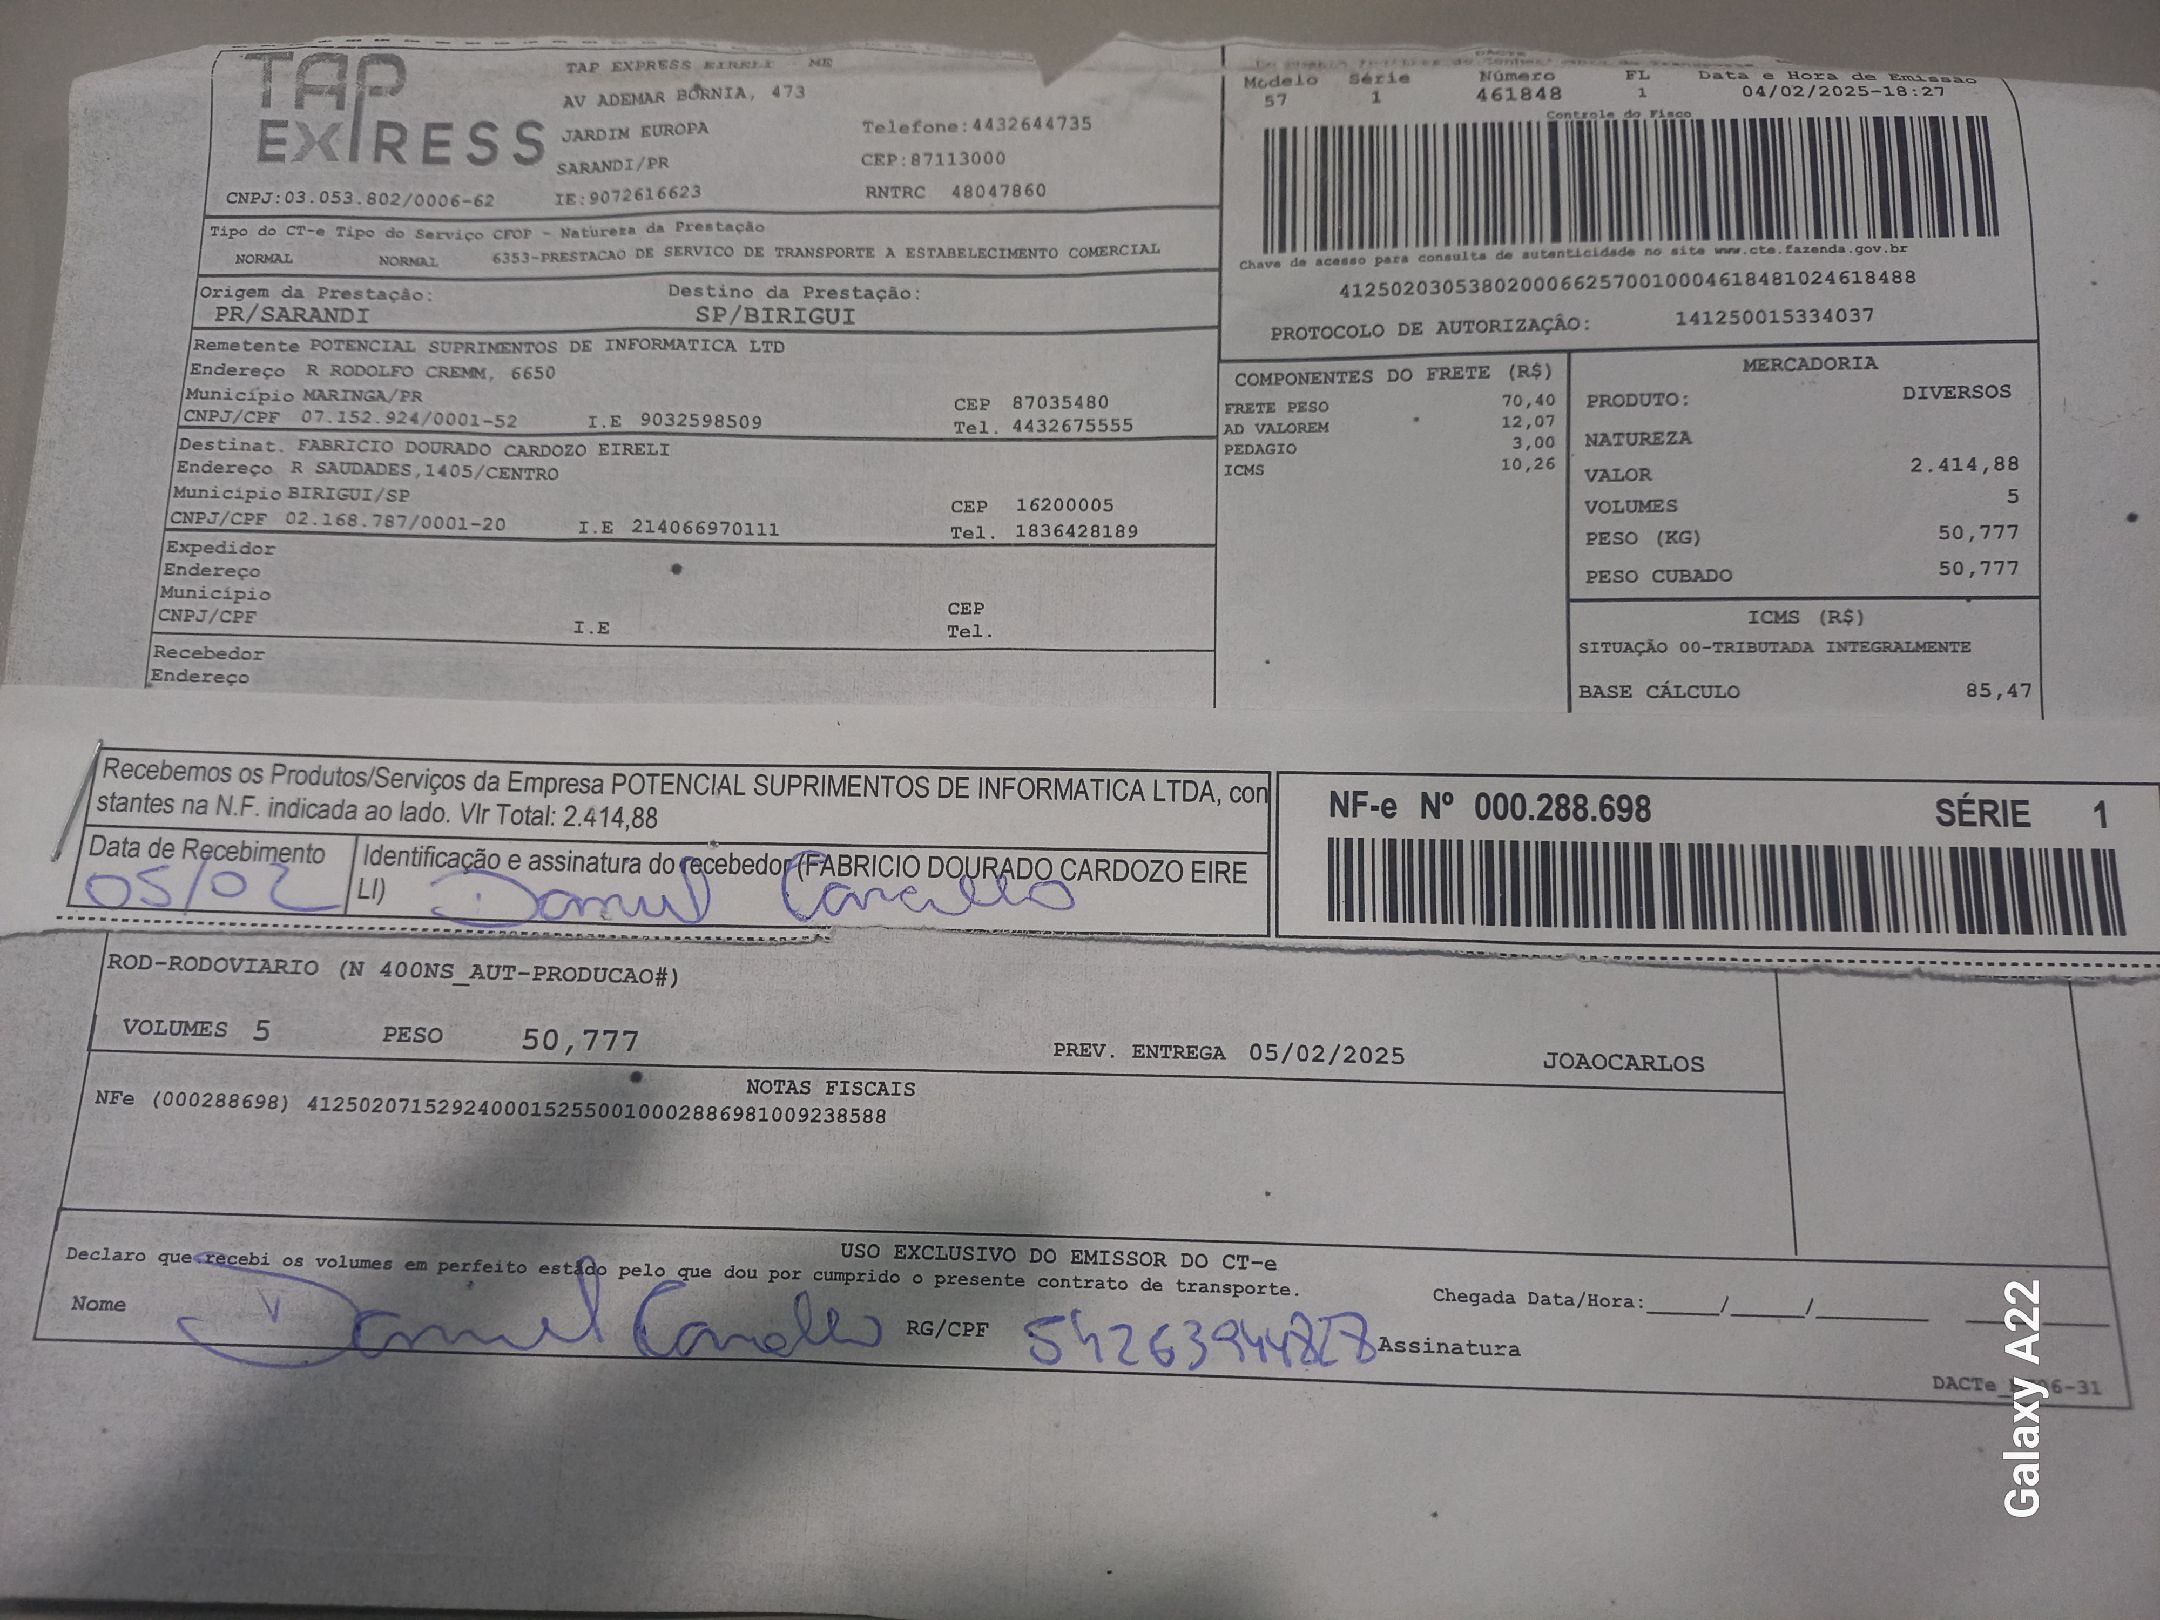 TAP EXPRESS
TAP EXPRESS EIRELI - ME
AV ADEMAR BORNIA, 473
JARDIM EUROPA Telefone:4432644735
SARANDI/PR CEP:87113000
CNPJ:03.053.802/0006-62 IE:9072616623 RNTRC 48047860
DACTE
Modelo Série Número FL Data e Hora de Emissao
57 1 461848 1 04/02/2025-18:27
Controle do Fisco
Chave de acesso para consulta de autenticidade no site www.cte.fazenda.gov.br
41250203053802000662570010004618481024618488
PROTOCOLO DE AUTORIZAÇÂO: 141250015334037
Tipo do CT-e Tipo do Serviço CFOP - Natureza da Prestação
NORMAL NORMAL 6353-PRESTACAO DE SERVICO DE TRANSPORTE A ESTABELECIMENTO COMERCIAL
Origem da Prestação: Destino da Prestação:
PR/SARANDI SP/BIRIGUI
Remetente POTENCIAL SUPRIMENTOS DE INFORMATICA LTD
Endereço R RODOLFO CREMM, 6650
Município MARINGA/PR CEP 87035480
CNPJ/CPF 07.152.924/0001-52 I.E 9032598509 Tel. 4432675555
Destinat. FABRICIO DOURADO CARDOZO EIRELI
Endereço R SAUDADES,1405/CENTRO
Município BIRIGUI/SP CEP 16200005
CNPJ/CPF 02.168.787/0001-20 I.E 214066970111 Tel. 1836428189
Expedidor
Endereço
Município CEP
CNPJ/CPF I.E Tel.
Recebedor
Endereço
COMPONENTES DO FRETE (R$)
FRETE PESO 70,40
AD VALOREM 12,07
PEDAGIO 3,00
ICMS 10,26
MERCADORIA
PRODUTO: DIVERSOS
NATUREZA
VALOR 2.414,88
VOLUMES 5
PESO (KG) 50,777
PESO CUBADO 50,777
ICMS (R$)
SITUAÇÃO 00-TRIBUTADA INTEGRALMENTE
BASE CÁLCULO 85,47
Recebemos os Produtos/Serviços da Empresa POTENCIAL SUPRIMENTOS DE INFORMATICA LTDA, con
stantes na N.F. indicada ao lado. Vlr Total: 2.414,88
Data de Recebimento
05/02
Identificação e assinatura do recebedor (FABRICIO DOURADO CARDOZO EIRE
LI)
NF-e Nº 000.288.698 SÉRIE 1
ROD-RODOVIARIO (N 400NS_AUT-PRODUCAO#)
VOLUMES 5 PESO 50,777 PREV. ENTREGA 05/02/2025 JOAOCARLOS
NOTAS FISCAIS
NFe (000288698) 41250207152924000152550010002886981009238588
USO EXCLUSIVO DO EMISSOR DO CT-e
Declaro que recebi os volumes em perfeito estado pelo que dou por cumprido o presente contrato de transporte.
Nome RG/CPF Assinatura
Chegada Data/Hora:_____/_____/_______ _____
Galaxy A22